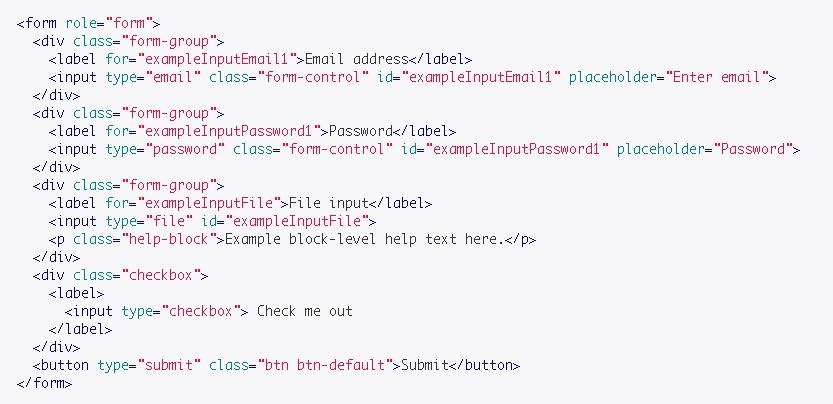 <form role="form">
  <div class="form-group">
    <label for="exampleInputEmail1">Email address</label>
    <input type="email" class="form-control" id="exampleInputEmail1" placeholder="Enter email">
  </div>
  <div class="form-group">
    <label for="exampleInputPassword1">Password</label>
    <input type="password" class="form-control" id="exampleInputPassword1" placeholder="Password">
  </div>
  <div class="form-group">
    <label for="exampleInputFile">File input</label>
    <input type="file" id="exampleInputFile">
    <p class="help-block">Example block-level help text here.</p>
  </div>
  <div class="checkbox">
    <label>
      <input type="checkbox"> Check me out
    </label>
  </div>
  <button type="submit" class="btn btn-default">Submit</button>
</form>